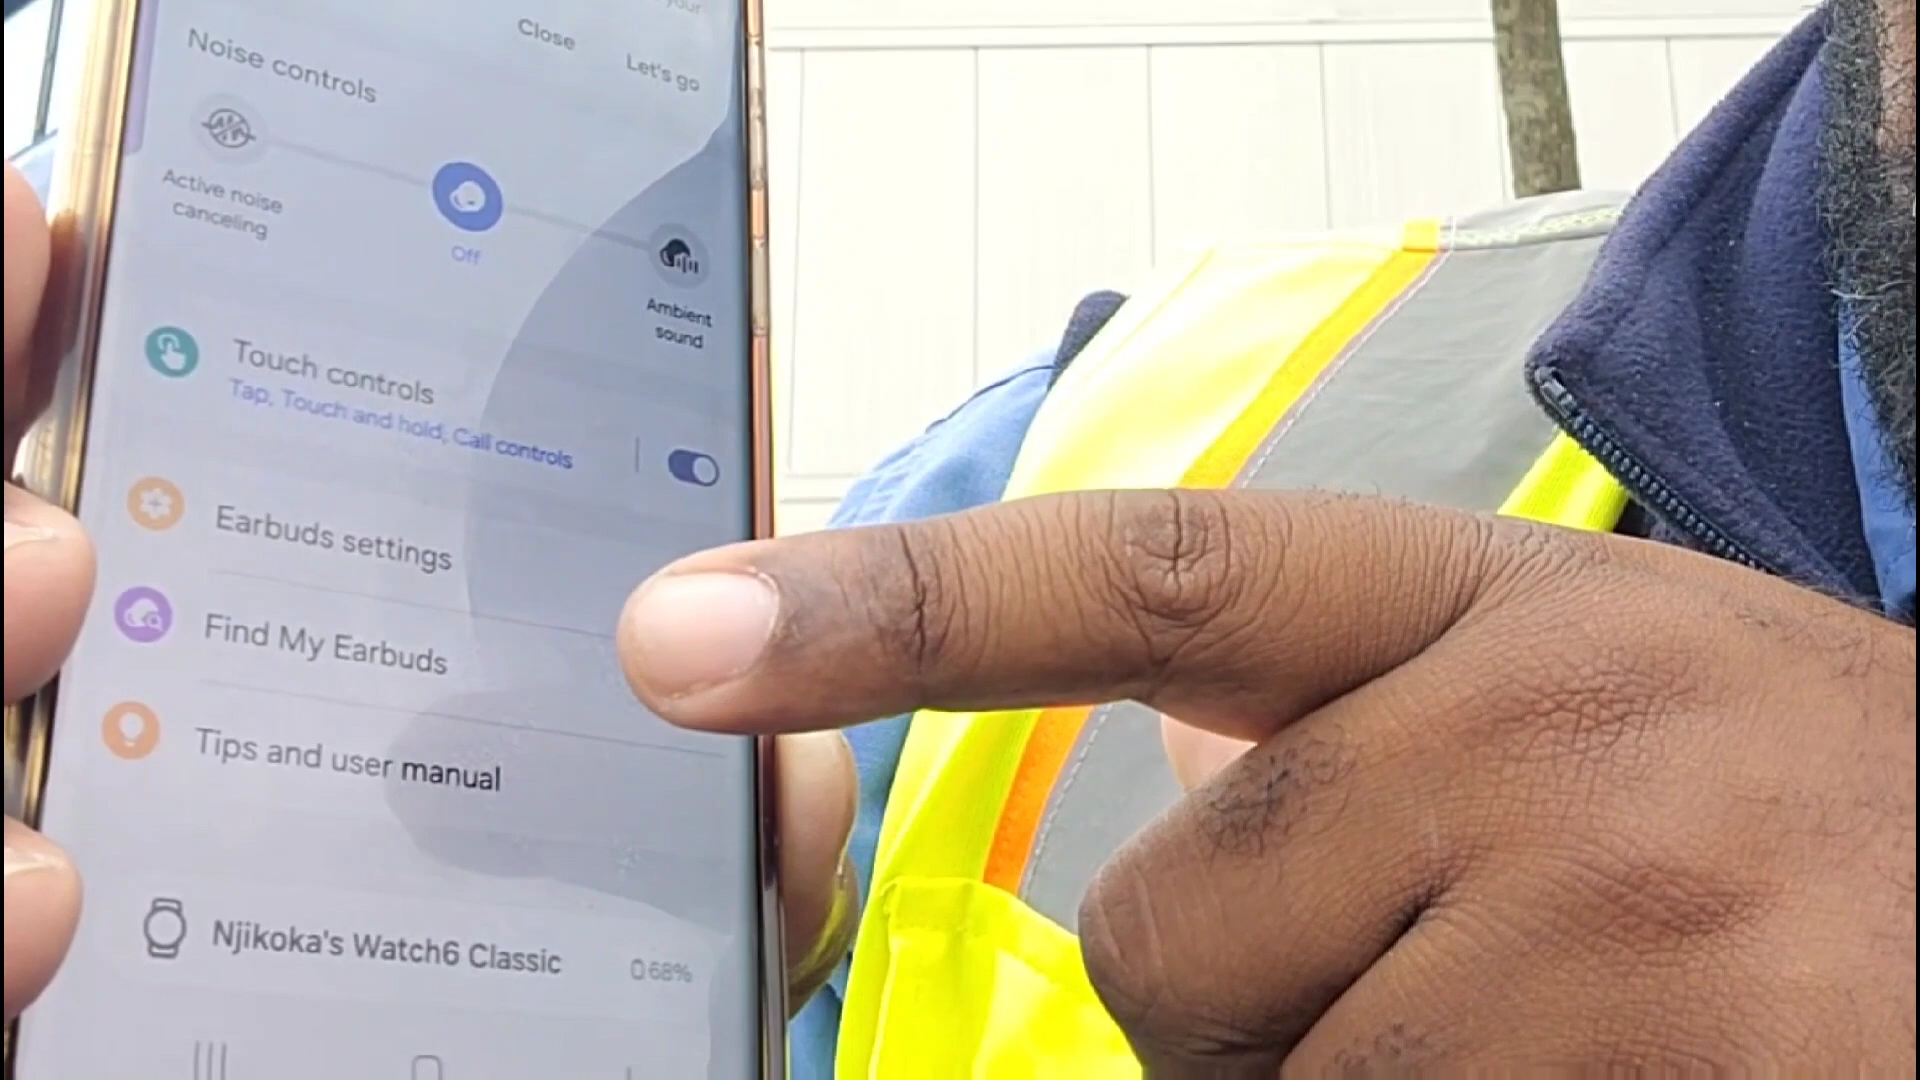 your
Close
Let's go
Noise controls
Active noise
canceling
Off
Ambient
sound
Touch controls
Tap, Touch and hold, Call controls
Earbuds settings
Find My Earbuds
Tips and user manual
Njikoka's Watch6 Classic
68%